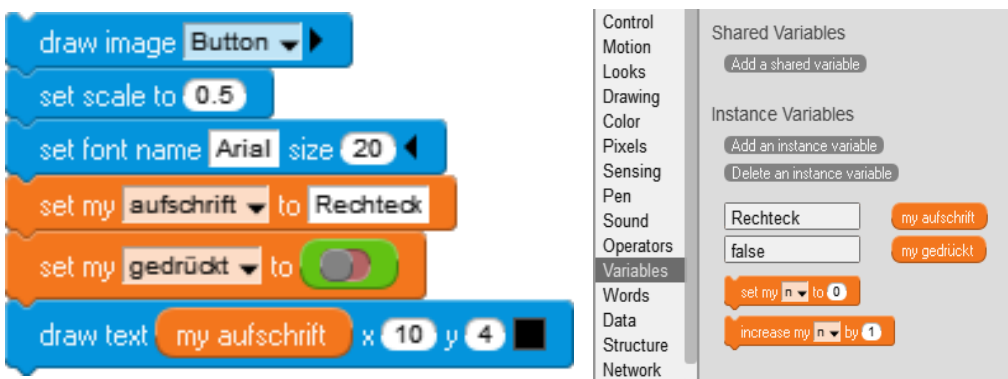 draw image Button
set scale to 0.5
set font name Arial size 20
set my aufschrift to Rechteck
set my gedrückt to
draw text my aufschrift x 10 y 4
Control
Motion
Looks
Drawing
Color
Pixels
Sensing
Pen
Sound
Operators
Variables
Words
Data
Structure
Network
Shared Variables
Add a shared variable
Instance Variables
Add an instance variable
Delete an instance variable
Rechteck my aufschrift
false my gedrückt
set my n to 0
increase my n by 1